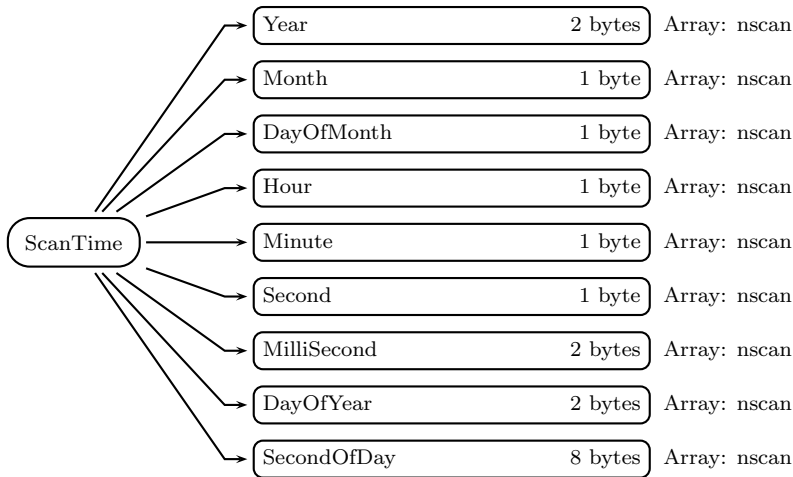 Year 2 bytes Array: nscan
Month 1 byte Array: nscan
DayOfMonth 1 byte Array: nscan
Hour 1 byte Array: nscan
ScanTime
Minute 1 byte Array: nscan
Second 1 byte Array: nscan
MilliSecond 2 bytes Array: nscan
DayOfYear 2 bytes Array: nscan
SecondOfDay 8 bytes Array: nscan